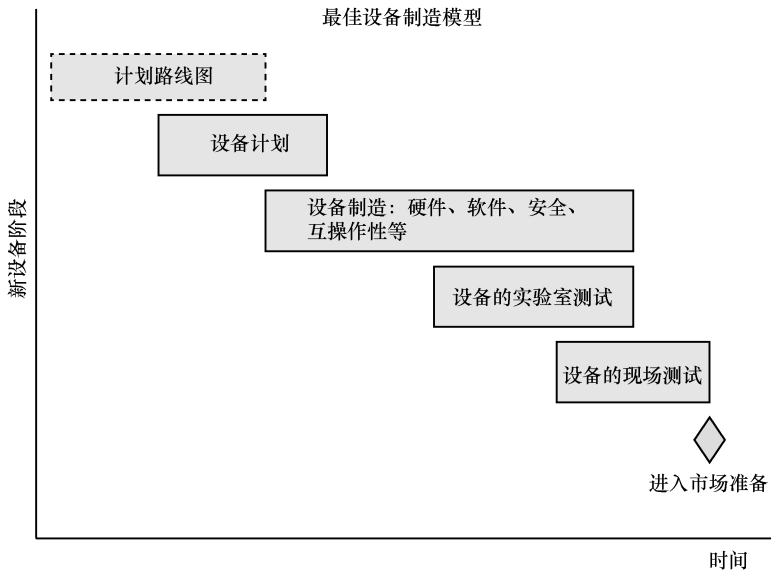 最佳设备制造模型
计划路线图
设备计划
设备制造：硬件、软件、安全、
互操作性等
设备的实验室测试
设备的现场测试
进入市场准备
新设备阶段
时间